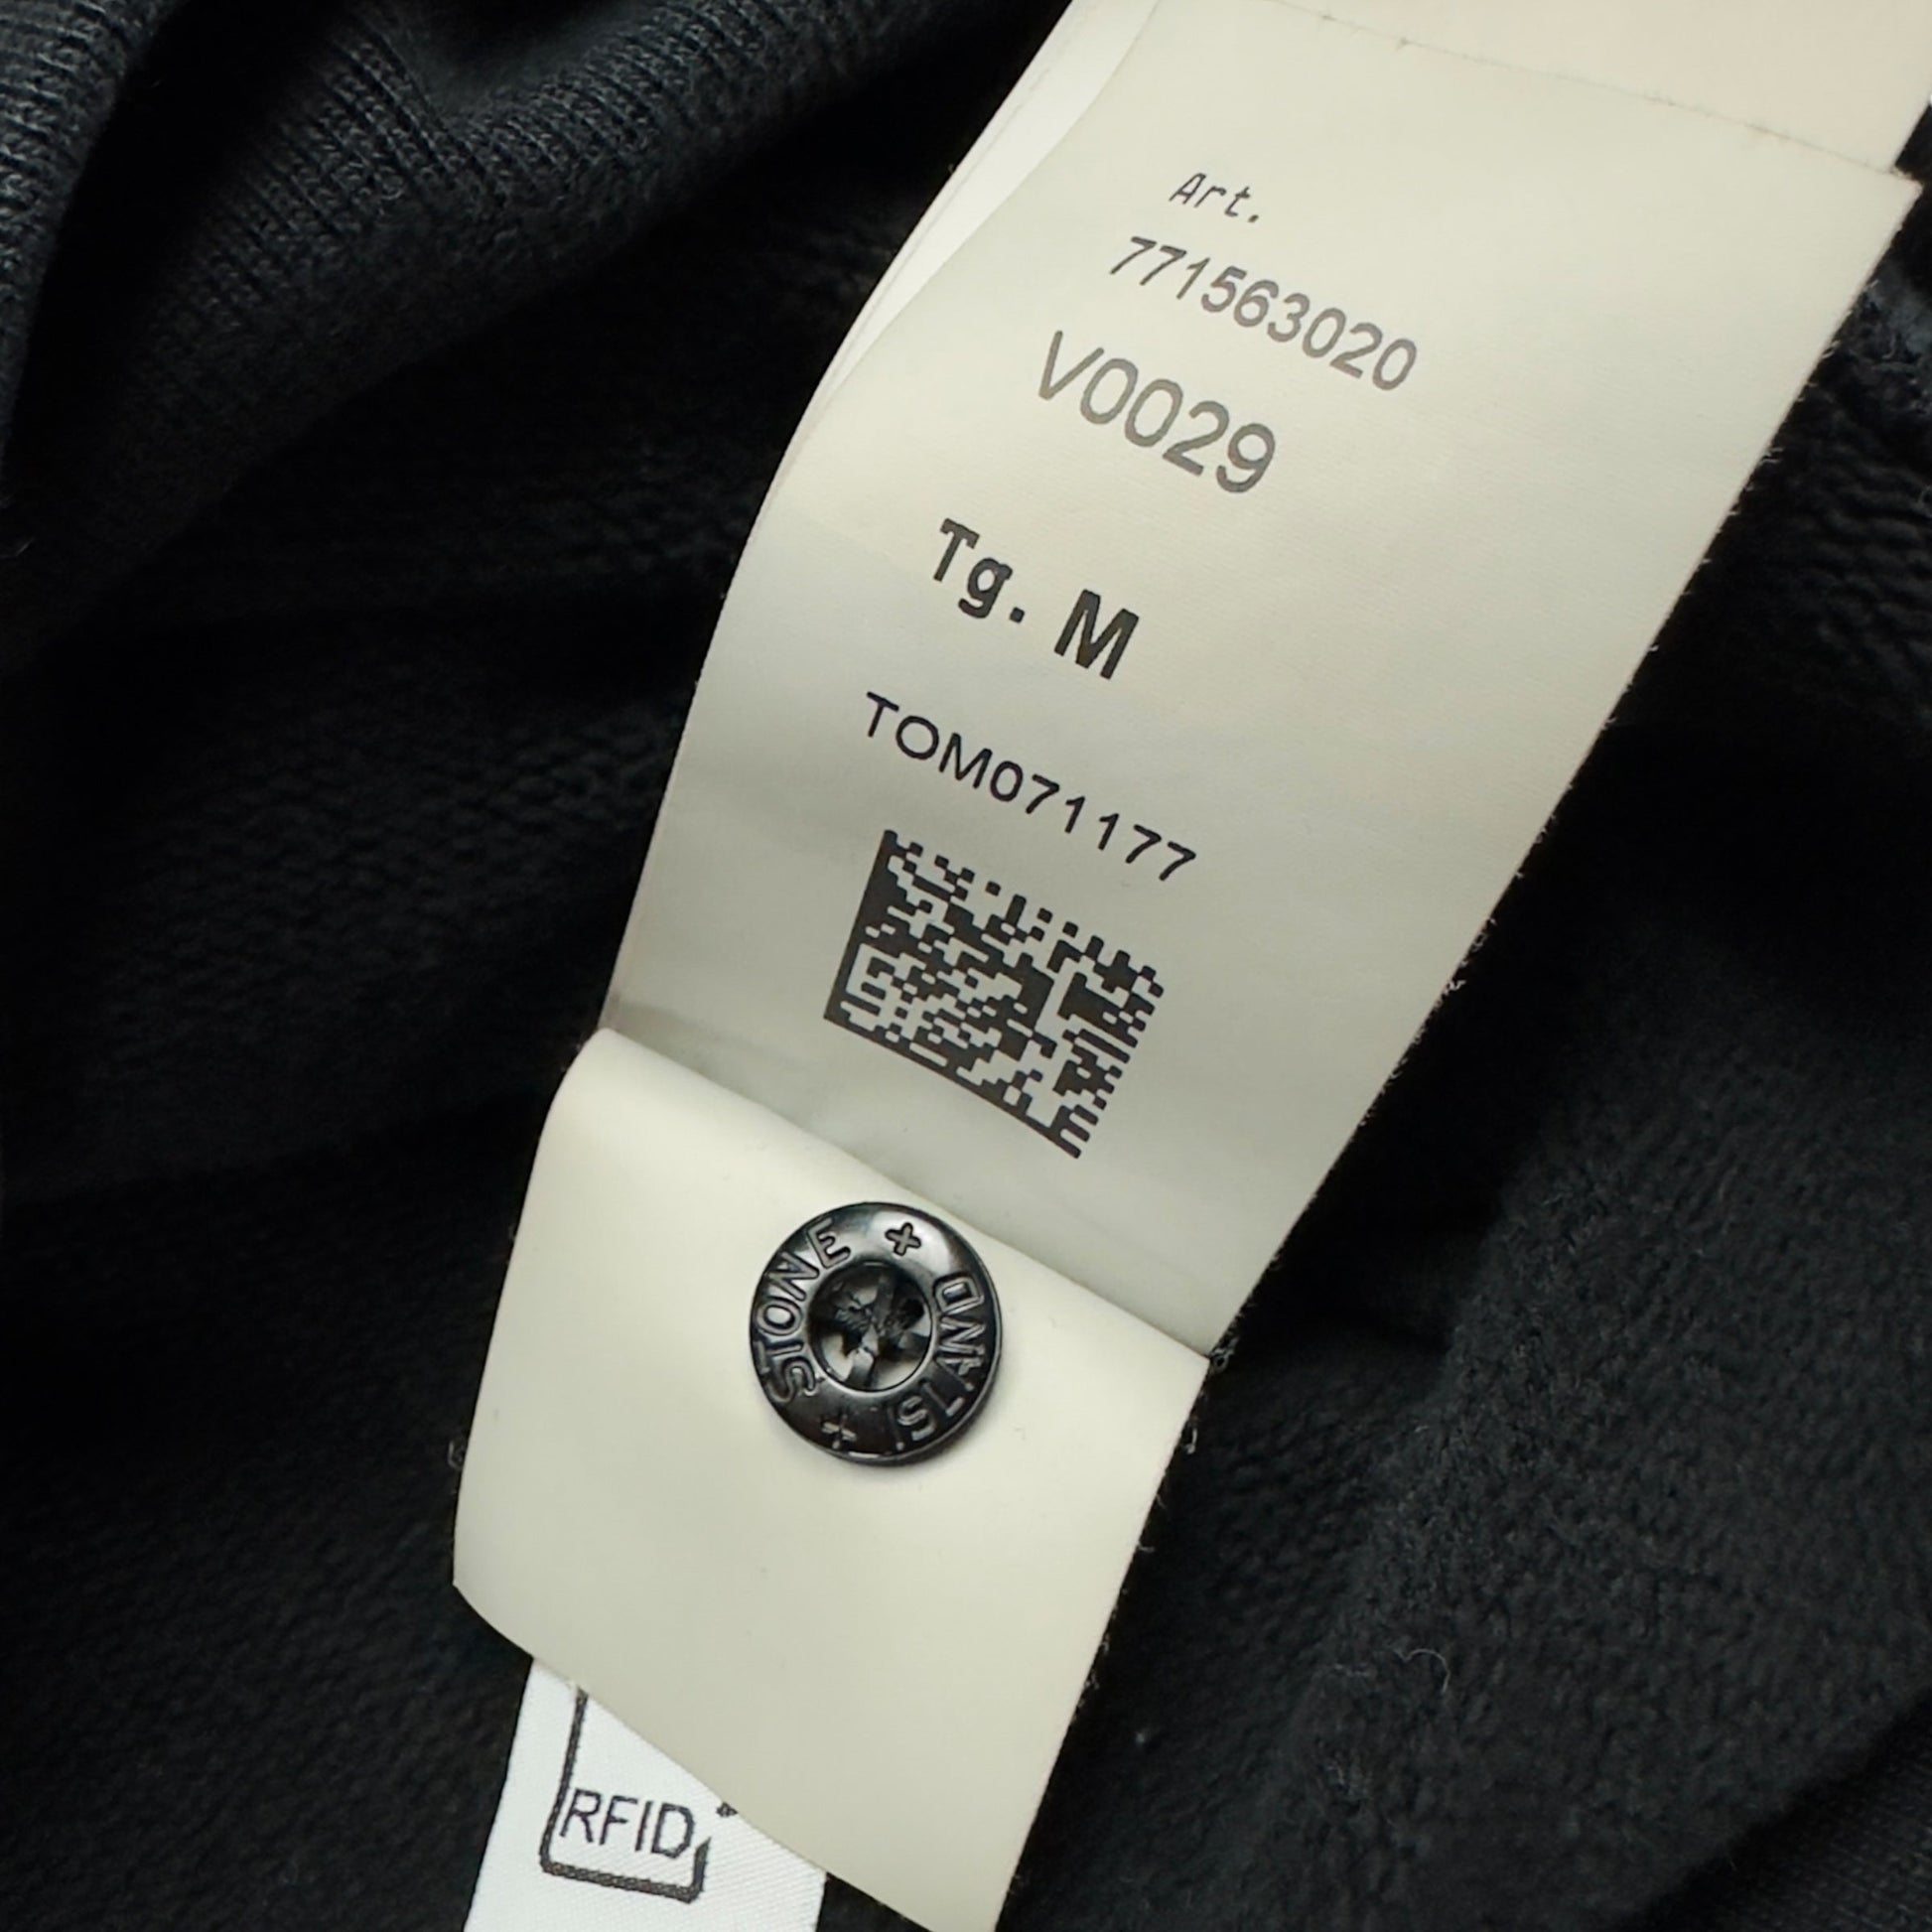 Art.
771563020
V0029
Tg. M
TOM071177
STONE + ISLAND +
RFID